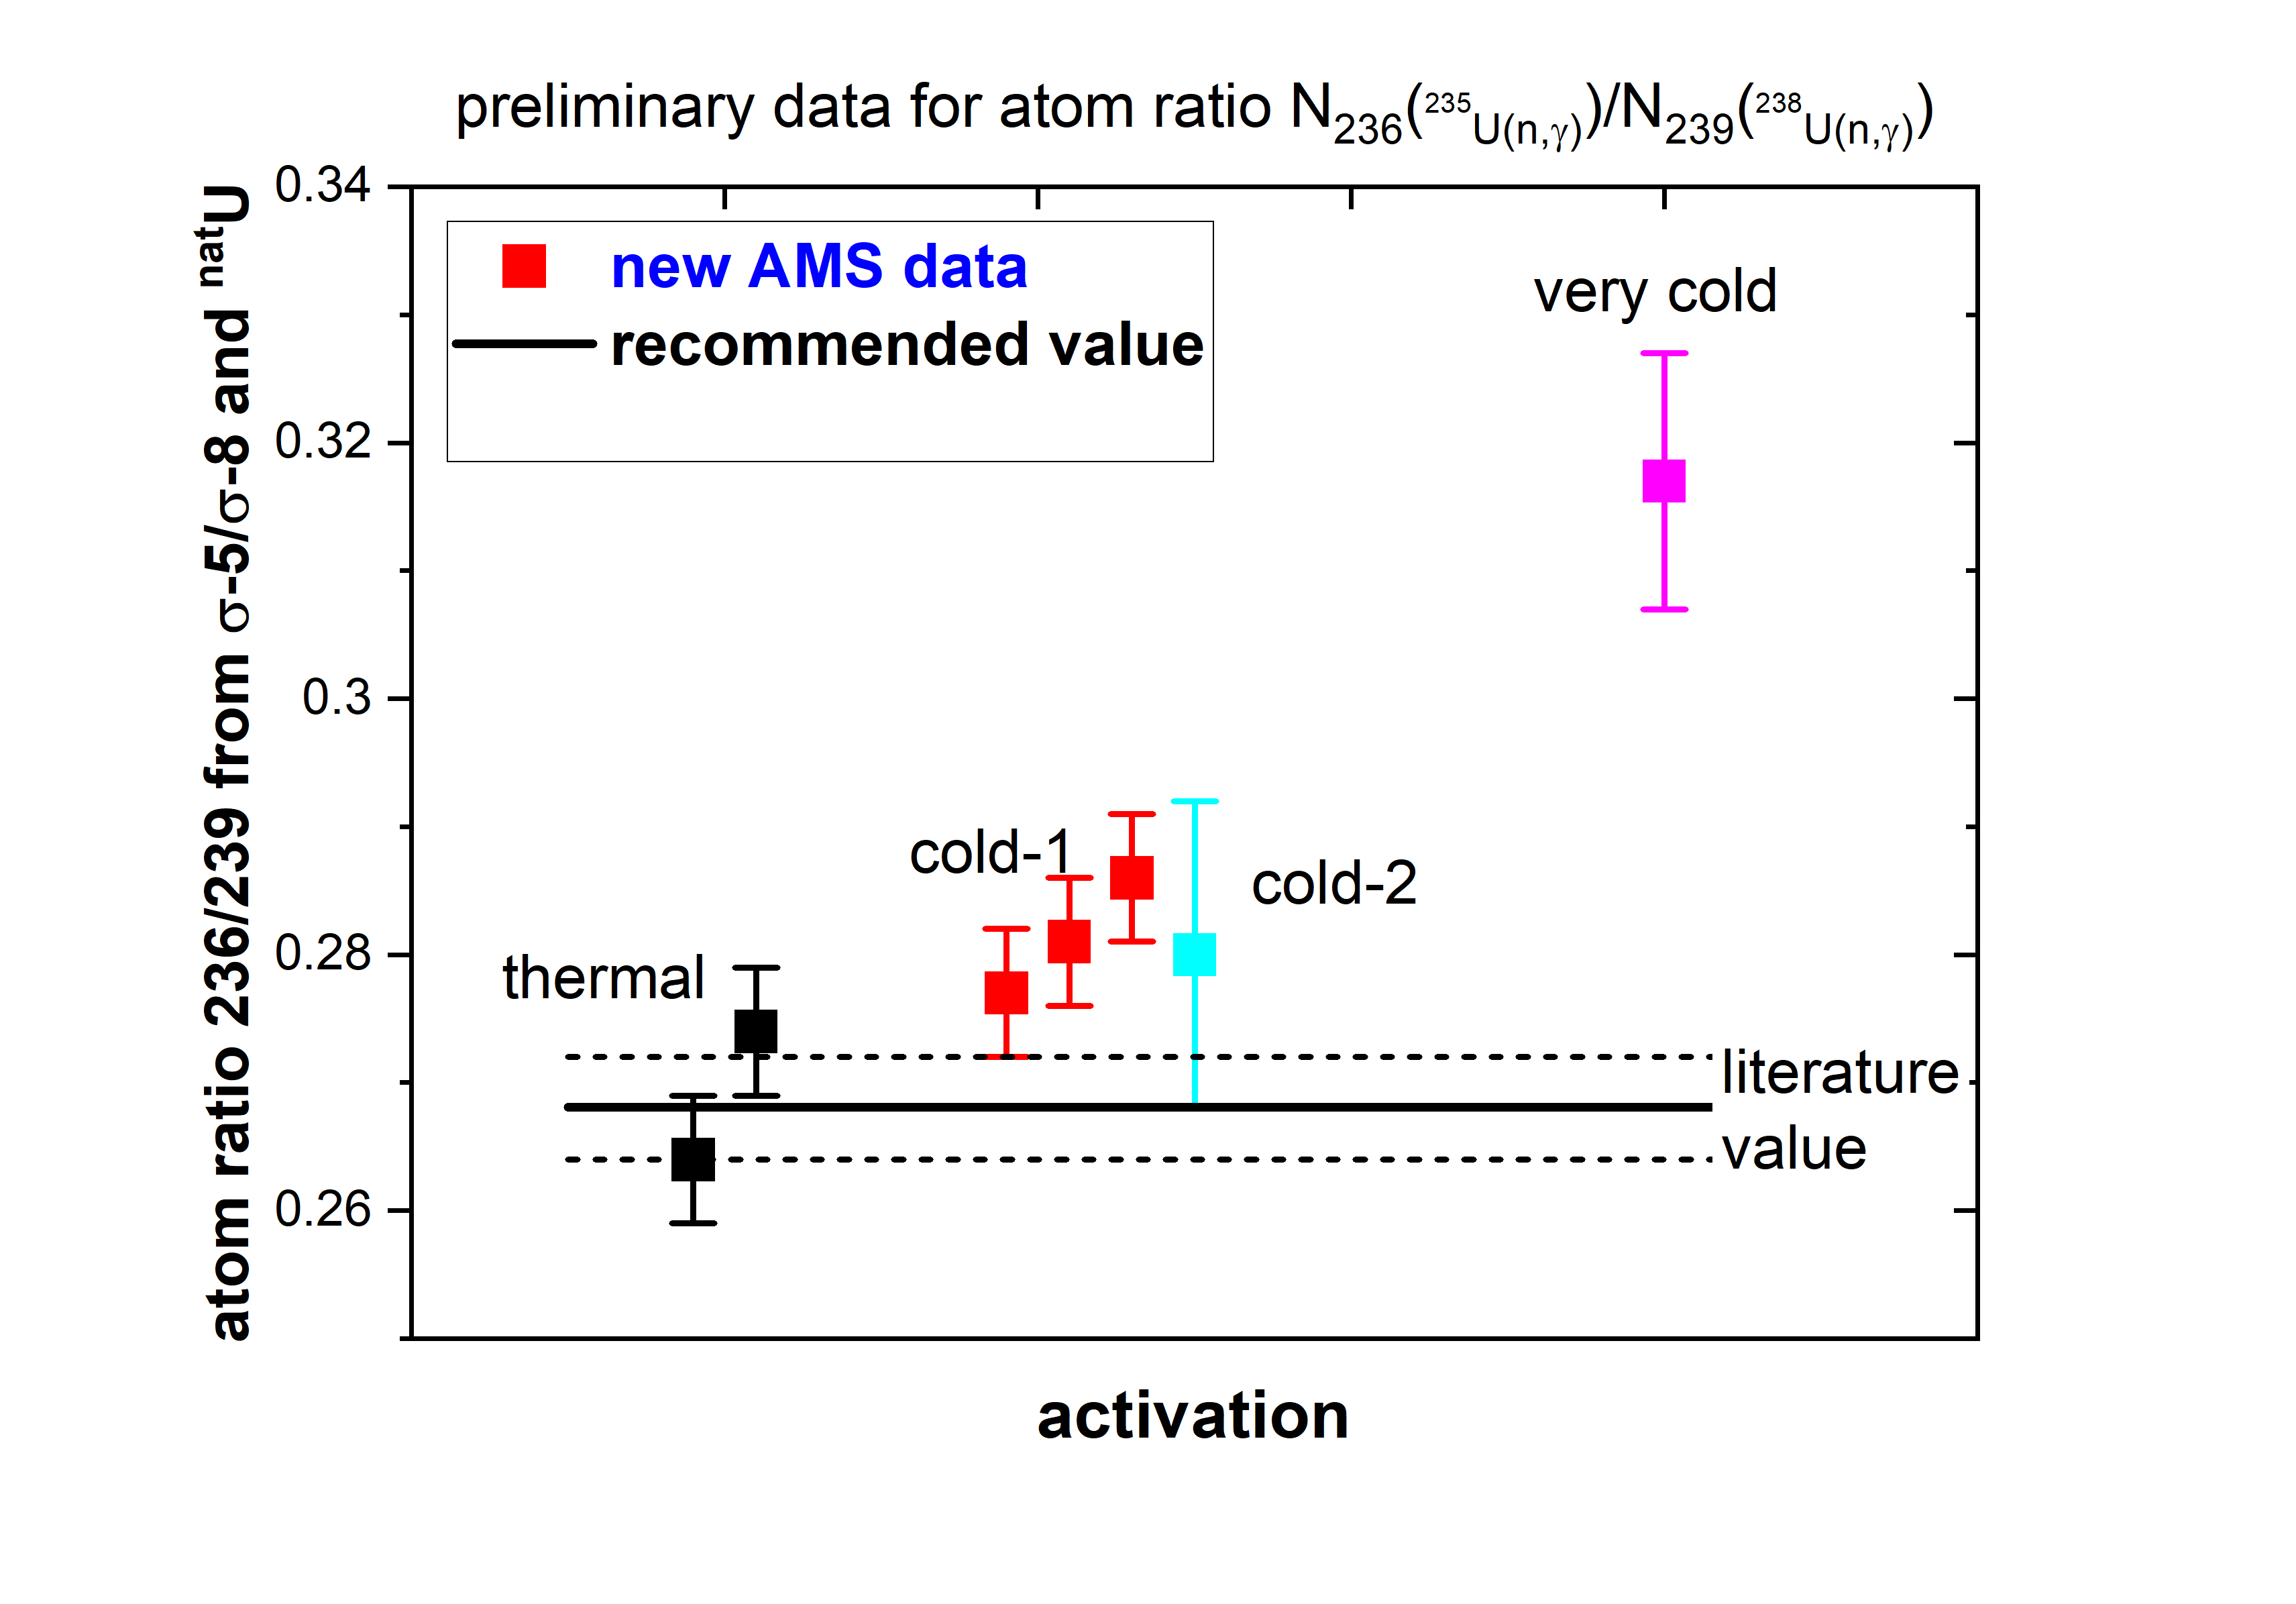 preliminary data for atom ratio N₂₃₆(²³⁵U(n,γ))/N₂₃₉(²³⁸U(n,γ))
atom ratio 236/239 from σ-5/σ-8 and ⁿᵃᵗU
0.34
0.32
0.3
0.28
0.26
new AMS data
recommended value
very cold
cold-1
cold-2
thermal
literature
value
activation